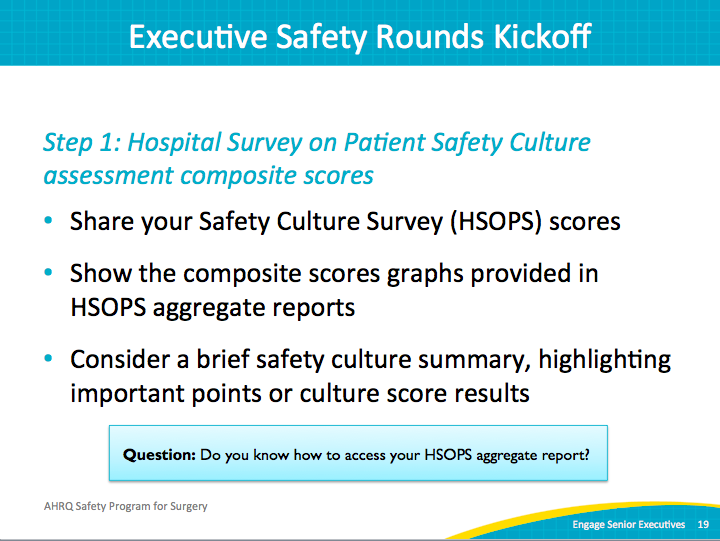 Executive Safety Rounds Kickoff
Step 1: Hospital Survey on Patient Safety Culture
assessment composite scores
• Share your Safety Culture Survey (HSOPS) scores
• Show the composite scores graphs provided in
HSOPS aggregate reports
• Consider a brief safety culture summary, highlighting
important points or culture score results
Question: Do you know how to access your HSOPS aggregate report?
AHRQ Safety Program for Surgery
Engage Senior Executives 19